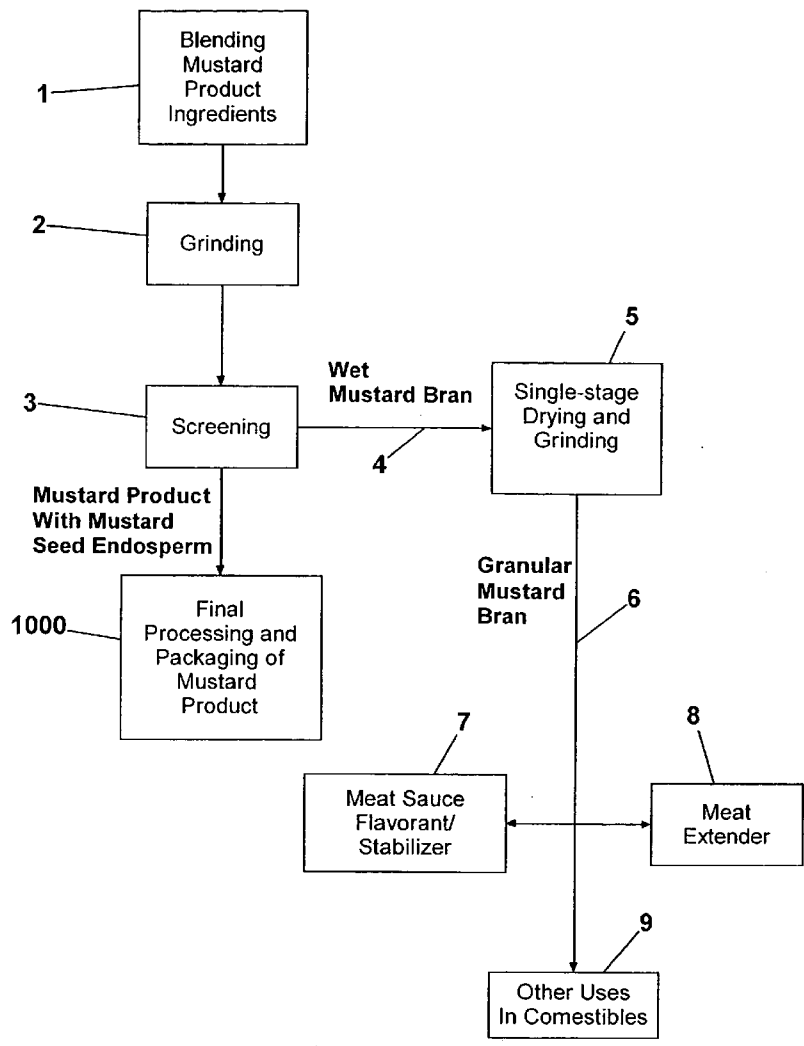 Blending
Mustard
Product
Ingredients
1
2
Grinding
5
Wet
Mustard Bran
Single-stage
Drying and
Grinding
3
Screening
4
Mustard Product
With Mustard
Seed Endosperm
Granular
Mustard
Bran
6
1000
Final
Processing and
Packaging of
Mustard
Product
7
8
Meat Sauce
Flavorant/
Stabilizer
Meat
Extender
9
Other Uses
In Comestibles